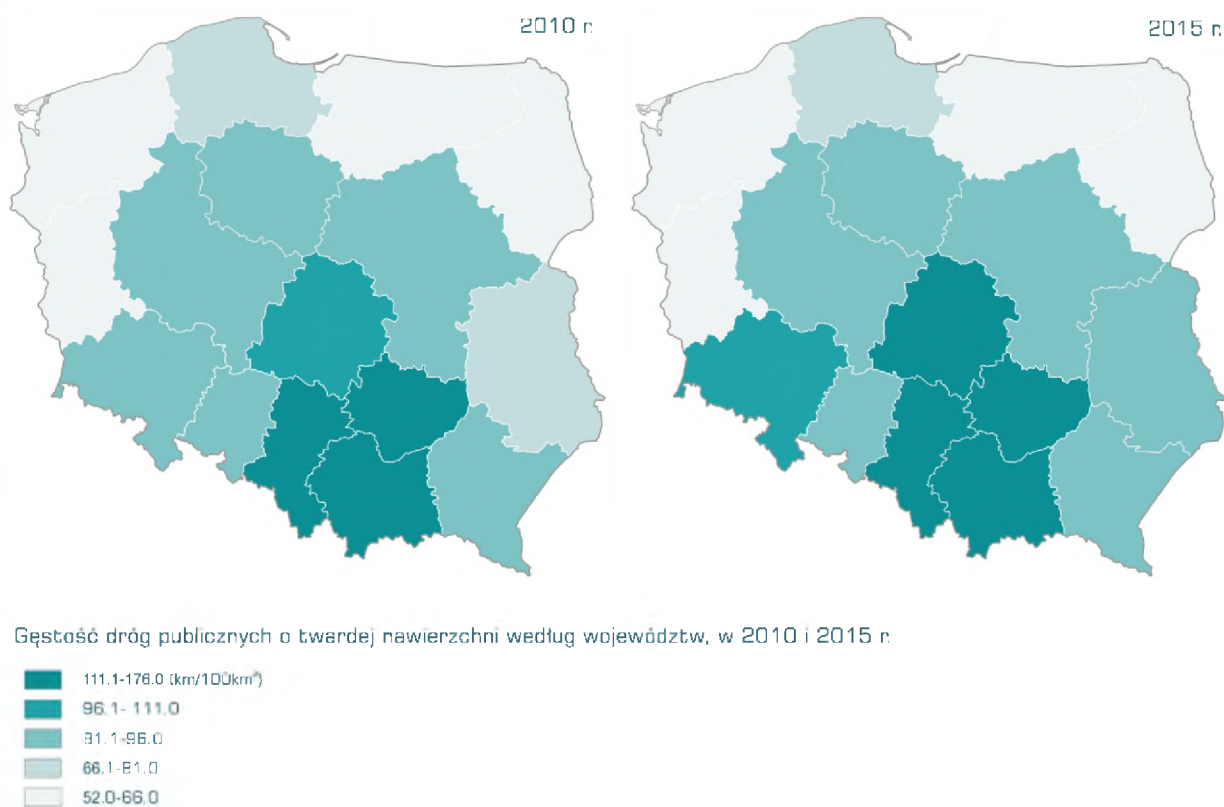 2010 r.
2015 r.
Gęstość dróg publicznych o twardej nawierzchni według województw, w 2010 i 2015 r.
111.1-176.0 (km/100km²)
96.1- 111.0
81.1-96.0
66.1-81.0
52.0-66.0